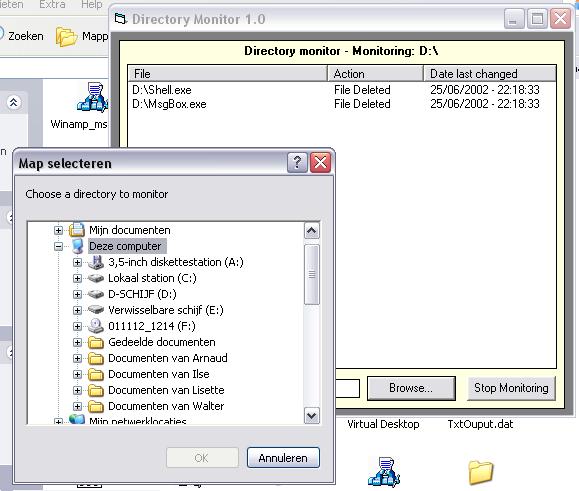 Extra Help
Zoeken Mapp
Winamp_ms
Directory Monitor 1.0
Directory monitor - Monitoring: D:\
File Action Date last changed
D:\Shell.exe File Deleted 25/06/2002 - 22:18:33
D:\MsgBox.exe File Deleted 25/06/2002 - 22:18:33
Browse... Stop Monitoring
Map selecteren
Choose a directory to monitor
Mijn documenten
Deze computer
3,5-inch diskettestation (A:)
Lokaal station (C:)
D-SCHIJF (D:)
Verwisselbare schijf (E:)
011112_1214 (F:)
Gedeelde documenten
Documenten van Arnaud
Documenten van Ilse
Documenten van Lisette
Documenten van Walter
Mijn netwerklocaties
OK Annuleren
Virtual Desktop TxtOuput.dat